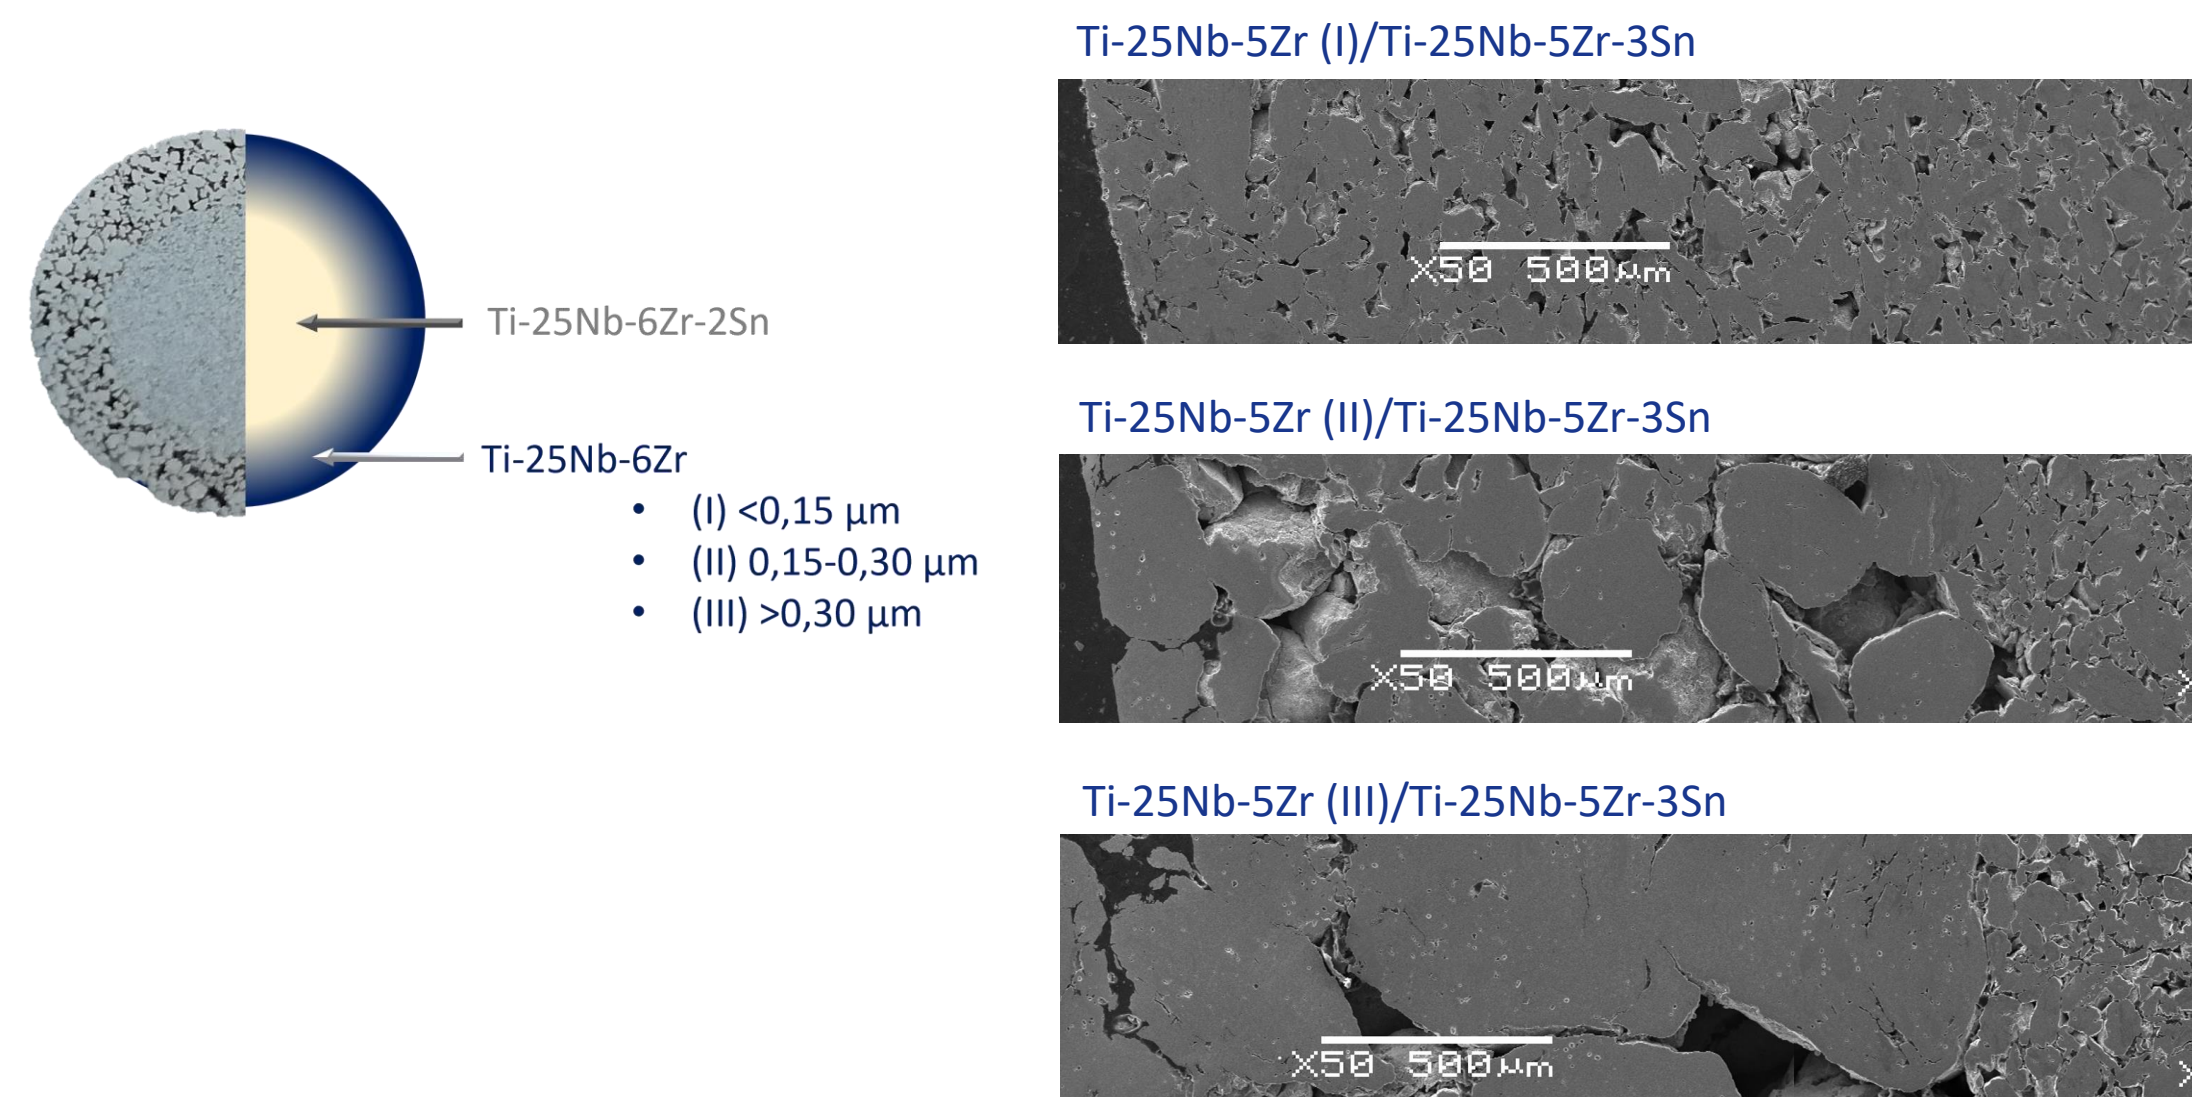 Ti-25Nb-6Zr-2Sn
Ti-25Nb-6Zr
• (I) <0,15 µm
• (II) 0,15-0,30 µm
• (III) >0,30 µm
Ti-25Nb-5Zr (I)/Ti-25Nb-5Zr-3Sn
X50 500µm
Ti-25Nb-5Zr (II)/Ti-25Nb-5Zr-3Sn
X50 500µm
Ti-25Nb-5Zr (III)/Ti-25Nb-5Zr-3Sn
X50 500µm